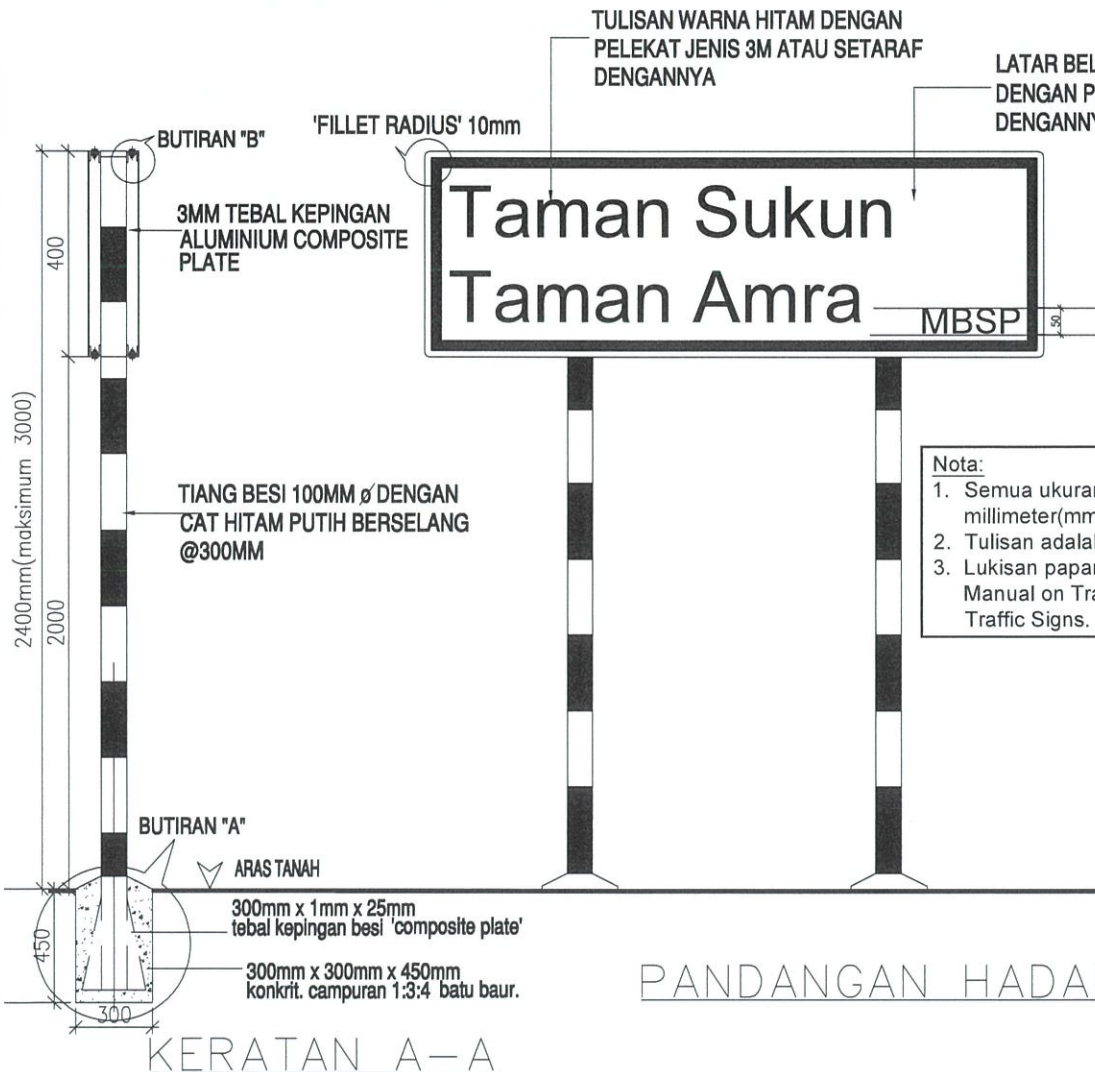 TULISAN WARNA HITAM DENGAN
PELEKAT JENIS 3M ATAU SETARAF
DENGANNYA
LATAR BEL
DENGAN P
DENGANNY
BUTIRAN "B"
'FILLET RADIUS' 10mm
3MM TEBAL KEPINGAN
ALUMINIUM COMPOSITE
PLATE
400
Taman Sukun
Taman Amra
MBSP
50
2400mm(maksimum 3000)
2000
TIANG BESI 100MM ø DENGAN
CAT HITAM PUTIH BERSELANG
@300MM
Nota:
1. Semua ukuran
millimeter(mm
2. Tulisan adalah
3. Lukisan papan
Manual on Tra
Traffic Signs.
BUTIRAN "A"
ARAS TANAH
450
300mm x 1mm x 25mm
tebal kepingan besi 'composite plate'
300mm x 300mm x 450mm
konkrit. campuran 1:3:4 batu baur.
300
KERATAN A-A
PANDANGAN HADA